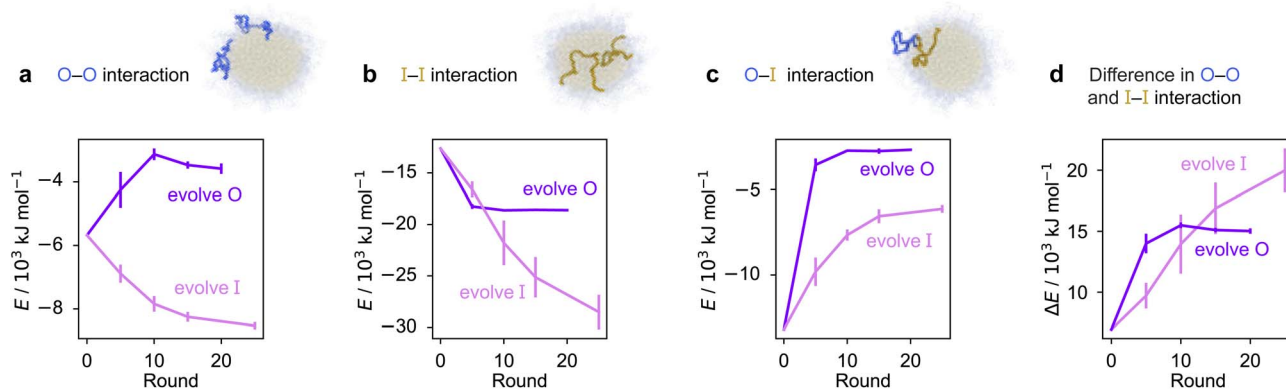 a O–O interaction
E / 10³ kJ mol⁻¹
−4
−6
−8
evolve O
evolve I
0 10 20
Round
b I–I interaction
E / 10³ kJ mol⁻¹
−15
−20
−25
−30
evolve O
evolve I
0 10 20
Round
c O–I interaction
E / 10³ kJ mol⁻¹
−5
−10
evolve O
evolve I
0 10 20
Round
d Difference in O–O
and I–I interaction
ΔE / 10³ kJ mol⁻¹
20
15
10
evolve I
evolve O
0 10 20
Round